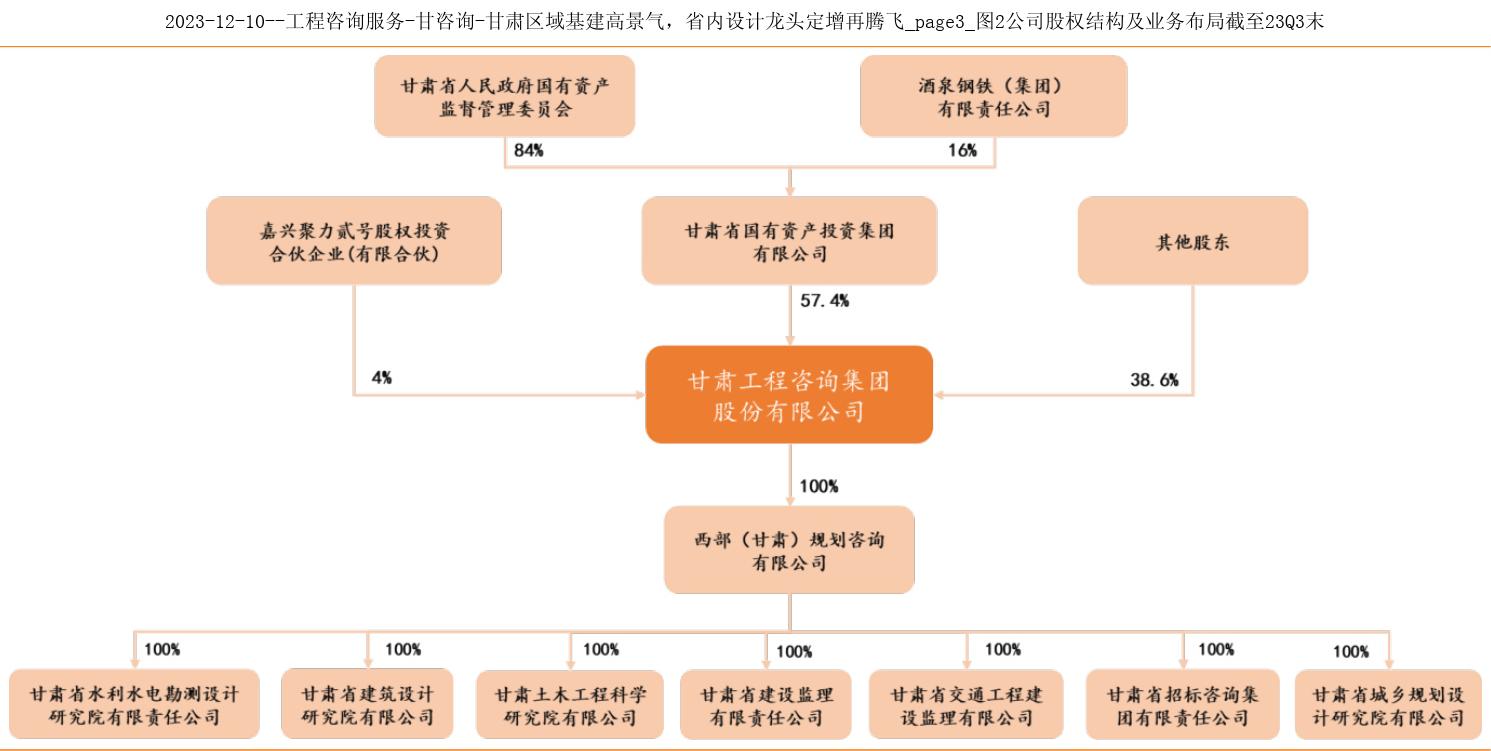 2023-12-10--工程咨询服务-甘咨询-甘肃区域基建高景气，省内设计龙头定增再腾飞_page3_图2公司股权结构及业务布局截至23Q3末
甘肃省人民政府国有资产
监督管理委员会
酒泉钢铁（集团）
有限责任公司
84%
16%
嘉兴聚力贰号股权投资
合伙企业(有限合伙)
甘肃省国有资产投资集团
有限公司
其他股东
57.4%
4%
38.6%
甘肃工程咨询集团
股份有限公司
100%
西部（甘肃）规划咨询
有限公司
100%
100%
100%
100%
100%
100%
100%
甘肃省水利水电勘测设计
研究院有限责任公司
甘肃省建筑设计
研究院有限公司
甘肃土木工程科学
研究院有限公司
甘肃省建设监理
有限责任公司
甘肃省交通工程建
设监理有限公司
甘肃省招标咨询集
团有限责任公司
甘肃省城乡规划设
计研究院有限公司